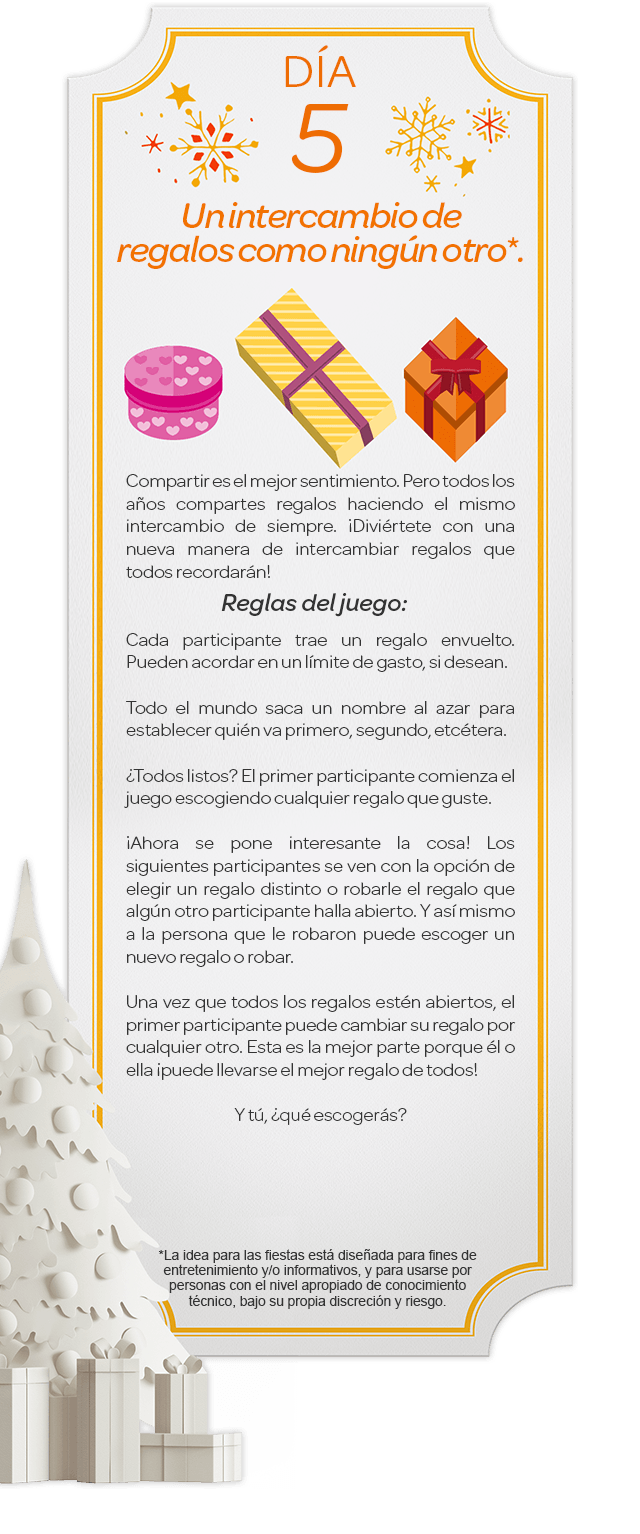 DÍA
5
Un intercambio de
regalos como ningún otro*.
Compartir es el mejor sentimiento. Pero todos los
años compartes regalos haciendo el mismo
intercambio de siempre. ¡Diviértete con una
nueva manera de intercambiar regalos que
todos recordarán!
Reglas del juego:
Cada participante trae un regalo envuelto.
Pueden acordar en un límite de gasto, si desean.
Todo el mundo saca un nombre al azar para
establecer quién va primero, segundo, etcétera.
¿Todos listos? El primer participante comienza el
juego escogiendo cualquier regalo que guste.
¡Ahora se pone interesante la cosa! Los
siguientes participantes se ven con la opción de
elegir un regalo distinto o robarle el regalo que
algún otro participante halla abierto. Y así mismo
a la persona que le robaron puede escoger un
nuevo regalo o robar.
Una vez que todos los regalos estén abiertos, el
primer participante puede cambiar su regalo por
cualquier otro. Esta es la mejor parte porque él o
ella ¡puede llevarse el mejor regalo de todos!
Y tú, ¿qué escogerás?
*La idea para las fiestas está diseñada para fines de
entretenimiento y/o informativos, y para usarse por
personas con el nivel apropiado de conocimiento
técnico, bajo su propia discreción y riesgo.